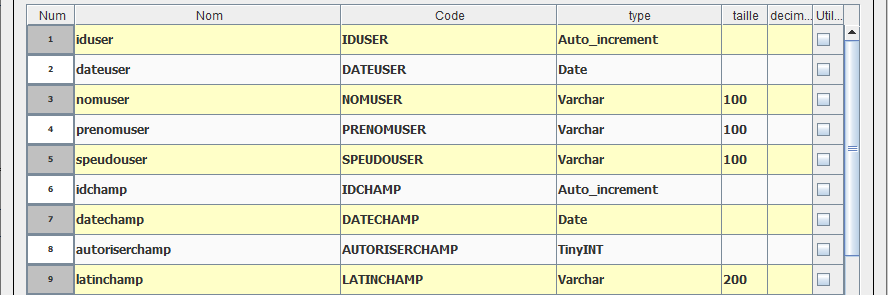 Num Nom Code type taille decim... Util...
1 iduser IDUSER Auto_increment
2 dateuser DATEUSER Date
3 nomuser NOMUSER Varchar 100
4 prenomuser PRENOMUSER Varchar 100
5 speudouser SPEUDOUSER Varchar 100
6 idchamp IDCHAMP Auto_increment
7 datechamp DATECHAMP Date
8 autoriserchamp AUTORISERCHAMP TinyINT
9 latinchamp LATINCHAMP Varchar 200